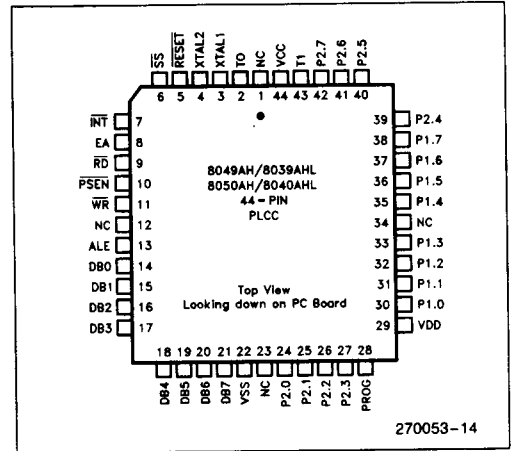 SS RESET XTAL2 XTAL1 TO NC VCC T1 P2.7 P2.6 P2.5
6 5 4 3 2 1 44 43 42 41 40
INT 7
EA 8
RD 9
PSEN 10
WR 11
NC 12
ALE 13
DB0 14
DB1 15
DB2 16
DB3 17
39 P2.4
38 P1.7
37 P1.6
36 P1.5
35 P1.4
34 NC
33 P1.3
32 P1.2
31 P1.1
30 P1.0
29 VDD
8049AH/8039AHL
8050AH/8040AHL
44-PIN
PLCC
Top View
Looking down on PC Board
18 19 20 21 22 23 24 25 26 27 28
DB4 DB5 DB6 DB7 VSS NC P2.0 P2.1 P2.2 P2.3 PROG
270053-14